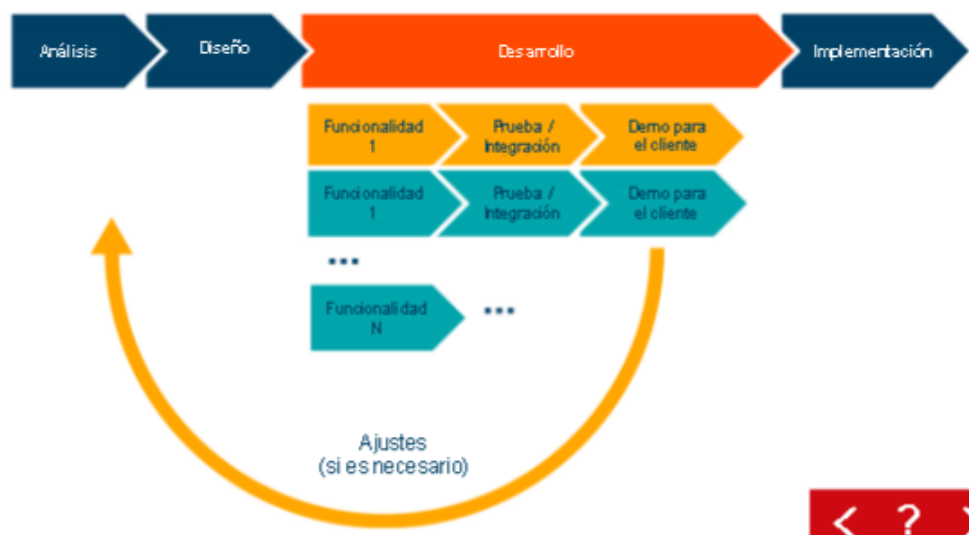 Análisis
Diseño
Desarrollo
Implementación
Funcionalidad
1
Prueba /
Integración
Demo para
el cliente
Funcionalidad
1
Prueba /
Integración
Demo para
el cliente
...
Funcionalidad
N
...
Ajustes
(si es necesario)
?